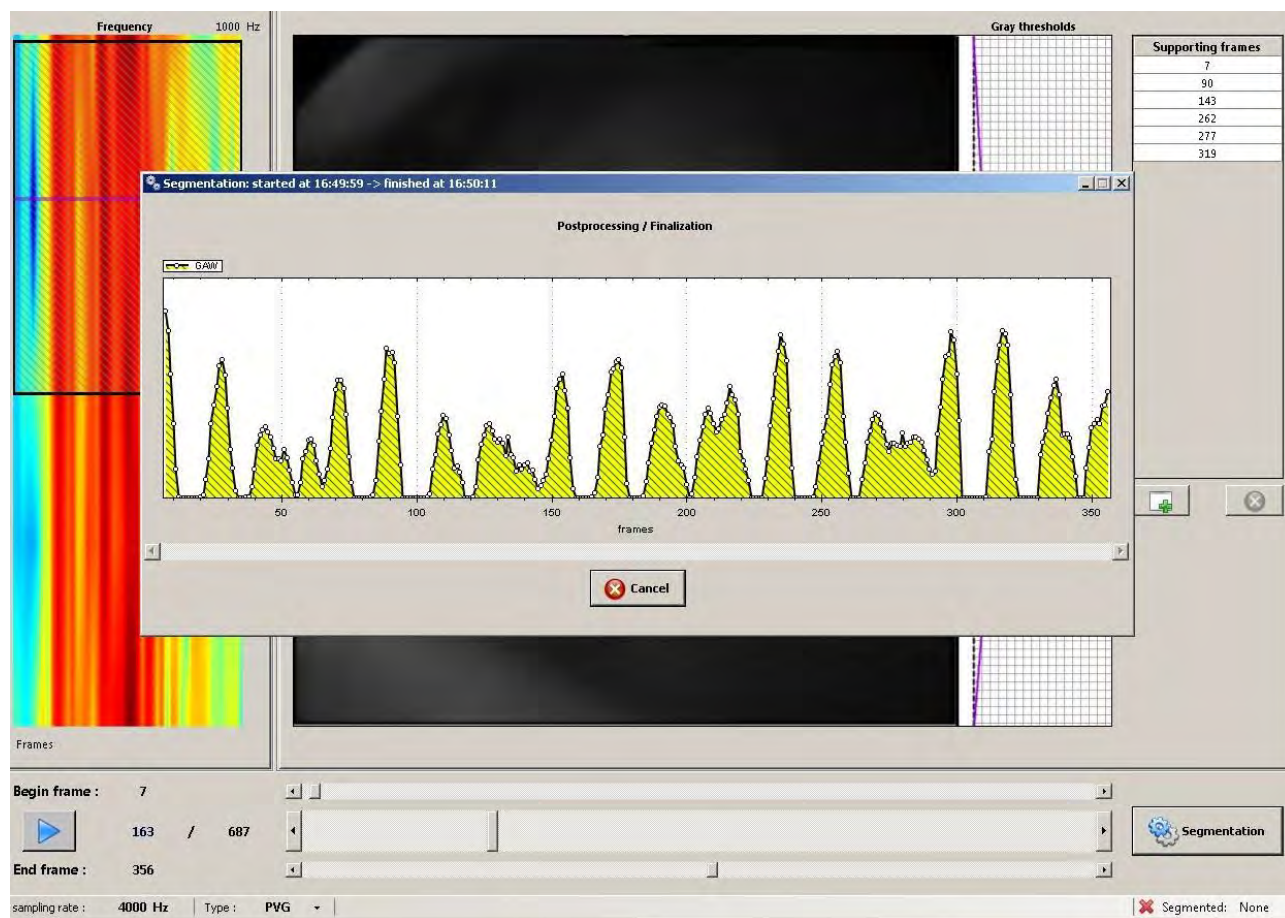 Frequency 1000 Hz
Gray thresholds
Supporting frames
7
90
143
262
277
319
Segmentation: started at 16:49:59 -> finished at 16:50:11
Postprocessing / Finalization
GAW
50 100 150 200 250 300 350
frames
Cancel
Frames
Begin frame : 7
163 / 687
End frame : 356
Segmentation
sampling rate : 4000 Hz Type : PVG Segmented: None